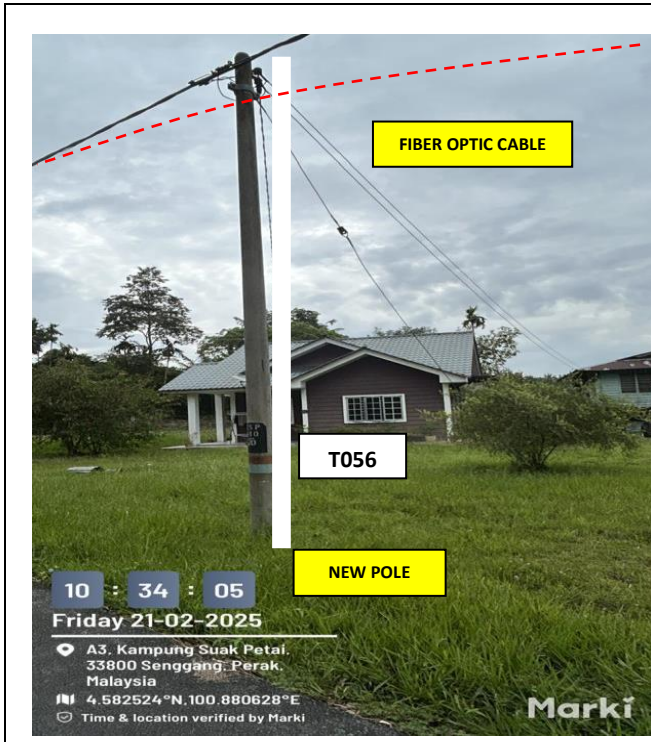 FIBER OPTIC CABLE
T056
NEW POLE
10 : 34 : 05
Friday 21-02-2025
A3, Kampung Suak Petai,
33800 Senggang, Perak,
Malaysia
4.582524°N,100.880628°E
Time & location verified by Marki
Marki